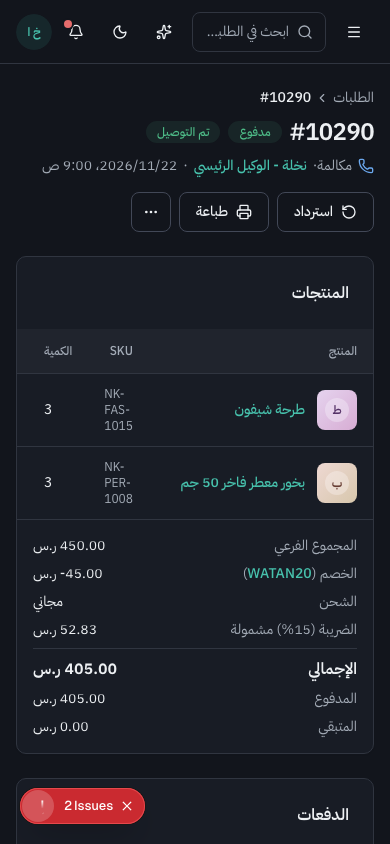 ابحث في الطلبـ...
خ ا
الطلبات › #10290
#10290 مدفوع تم التوصيل
مكالمة· نخلة - الوكيل الرئيسي · 2026/11/22، 9:00 ص
استرداد طباعة ...
المنتجات
المنتج SKU الكمية
ط طرحة شيفون NK-FAS-1015 3
ب بخور معطر فاخر 50 جم NK-PER-1008 3
المجموع الفرعي 450.00 ر.س
الخصم (WATAN20) -45.00 ر.س
الشحن مجاني
الضريبة (15%) مشمولة 52.83 ر.س
الإجمالي 405.00 ر.س
المدفوع 405.00 ر.س
المتبقي 0.00 ر.س
الدفعات
2 Issues